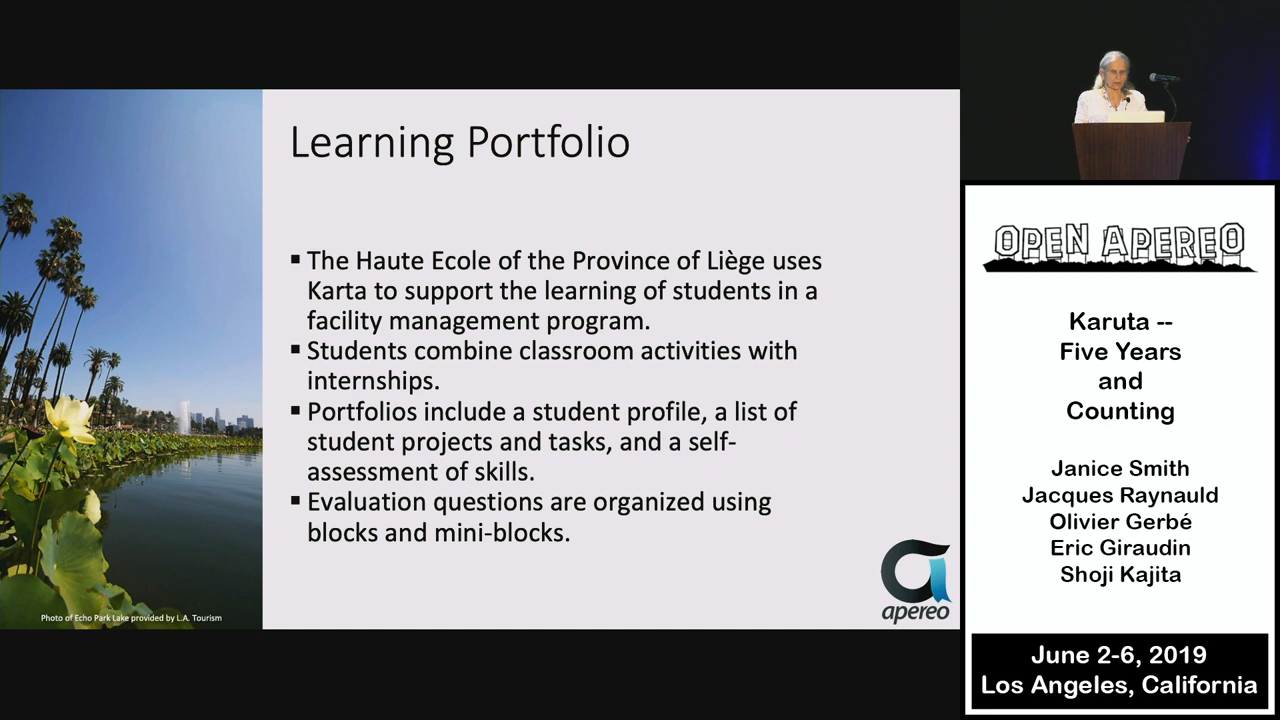 Learning Portfolio
▪ The Haute Ecole of the Province of Liège uses
Karta to support the learning of students in a
facility management program.
▪ Students combine classroom activities with
internships.
▪ Portfolios include a student profile, a list of
student projects and tasks, and a self-
assessment of skills.
▪ Evaluation questions are organized using
blocks and mini-blocks.
Photo of Echo Park Lake provided by L.A. Tourism
apereo
OPEN APEREO
Karuta --
Five Years
and
Counting
Janice Smith
Jacques Raynauld
Olivier Gerbé
Eric Giraudin
Shoji Kajita
June 2-6, 2019
Los Angeles, California